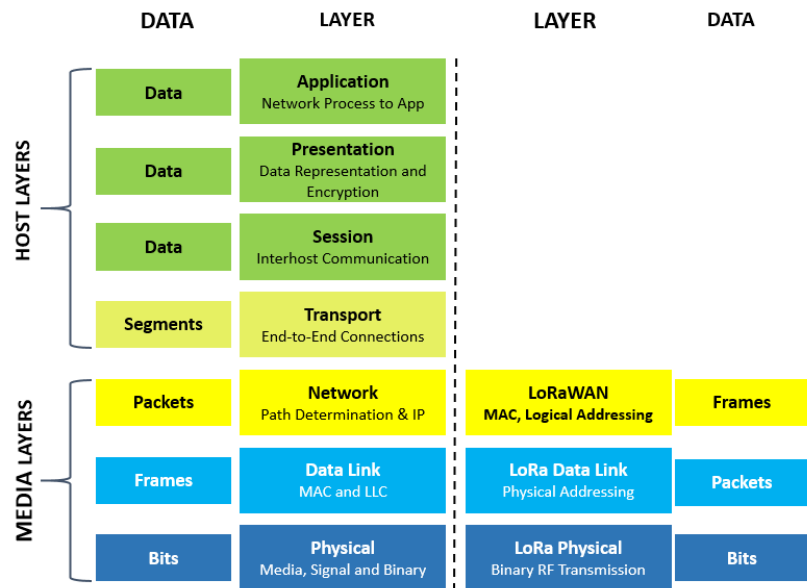 DATA LAYER LAYER DATA
HOST LAYERS
Data
Application
Network Process to App
Data
Presentation
Data Representation and
Encryption
Data
Session
Interhost Communication
Segments
Transport
End-to-End Connections
MEDIA LAYERS
Packets
Network
Path Determination & IP
LoRaWAN
MAC, Logical Addressing
Frames
Frames
Data Link
MAC and LLC
LoRa Data Link
Physical Addressing
Packets
Bits
Physical
Media, Signal and Binary
LoRa Physical
Binary RF Transmission
Bits